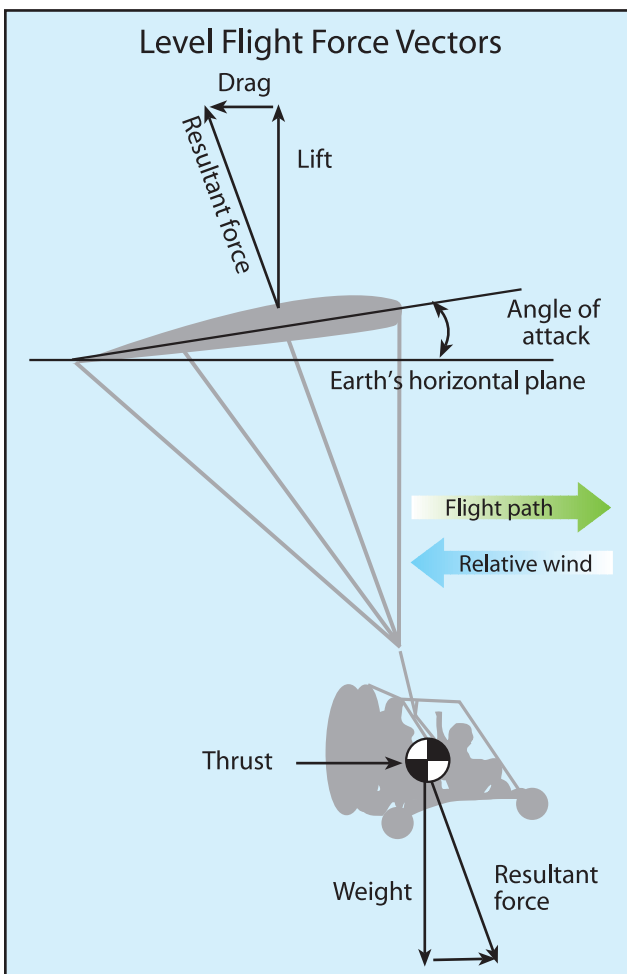 Level Flight Force Vectors
Drag
Resultant force
Lift
Angle of
attack
Earth's horizontal plane
Flight path
Relative wind
Thrust
Weight
Resultant
force